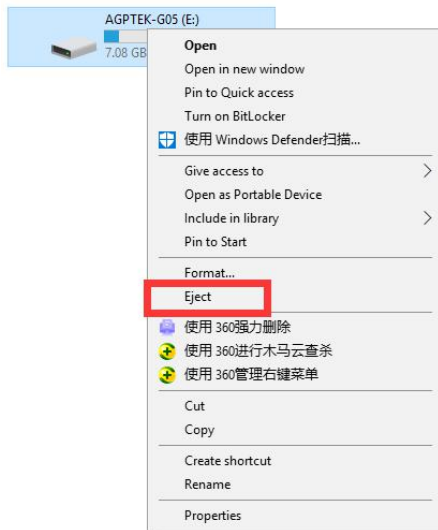 AGPTEK-G05 (E:)
7.08 GB
Open
Open in new window
Pin to Quick access
Turn on BitLocker
使用 Windows Defender扫描...
Give access to
Open as Portable Device
Include in library
Pin to Start
Format...
Eject
使用 360强力删除
使用 360进行木马云查杀
使用 360管理右键菜单
Cut
Copy
Create shortcut
Rename
Properties